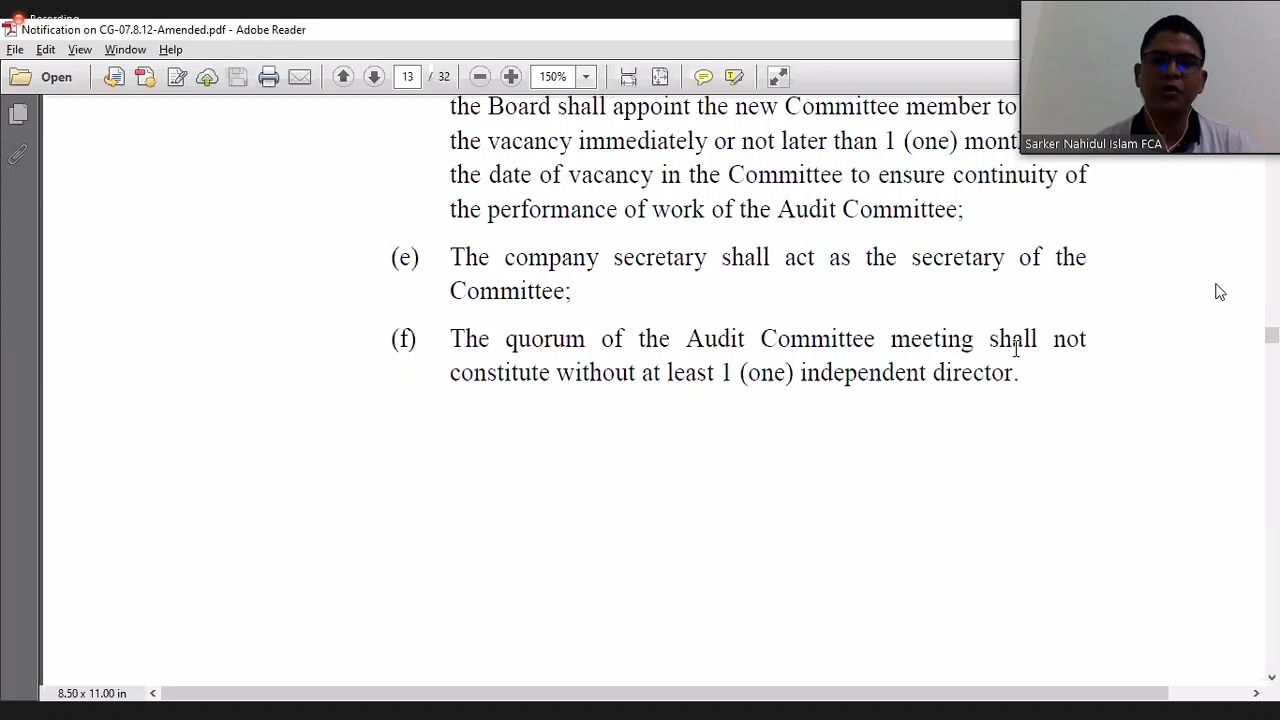 Recording
Notification on CG-07.8.12-Amended.pdf - Adobe Reader
File Edit View Window Help
Open 13 / 32 150%
the Board shall appoint the new Committee member to
the vacancy immediately or not later than 1 (one) month
the date of vacancy in the Committee to ensure continuity of
the performance of work of the Audit Committee;
(e) The company secretary shall act as the secretary of the
Committee;
(f) The quorum of the Audit Committee meeting shall not
constitute without at least 1 (one) independent director.
Sarker Nahidul Islam FCA
8.50 x 11.00 in